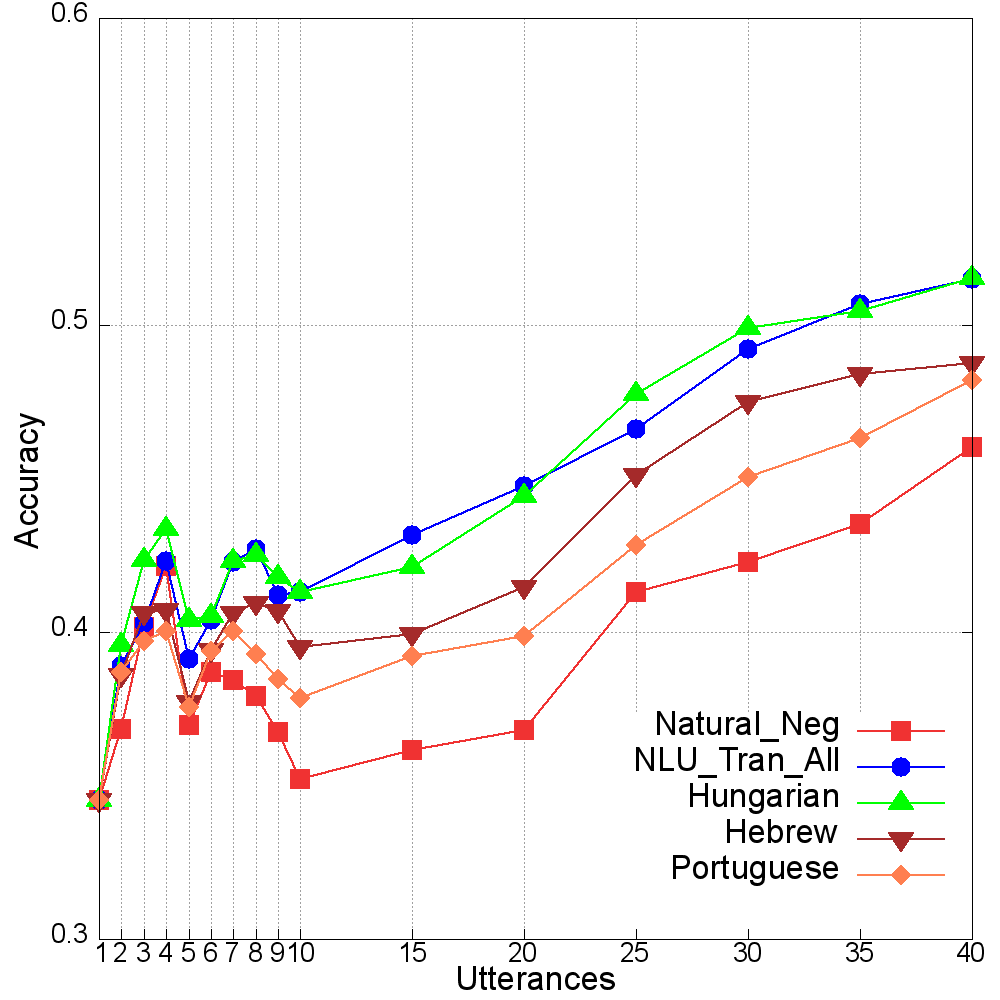 0.6
0.5
0.4
0.3
Accuracy
1 2 3 4 5 6 7 8 9 10 15 20 25 30 35 40
Utterances
Natural_Neg
NLU_Tran_All
Hungarian
Hebrew
Portuguese